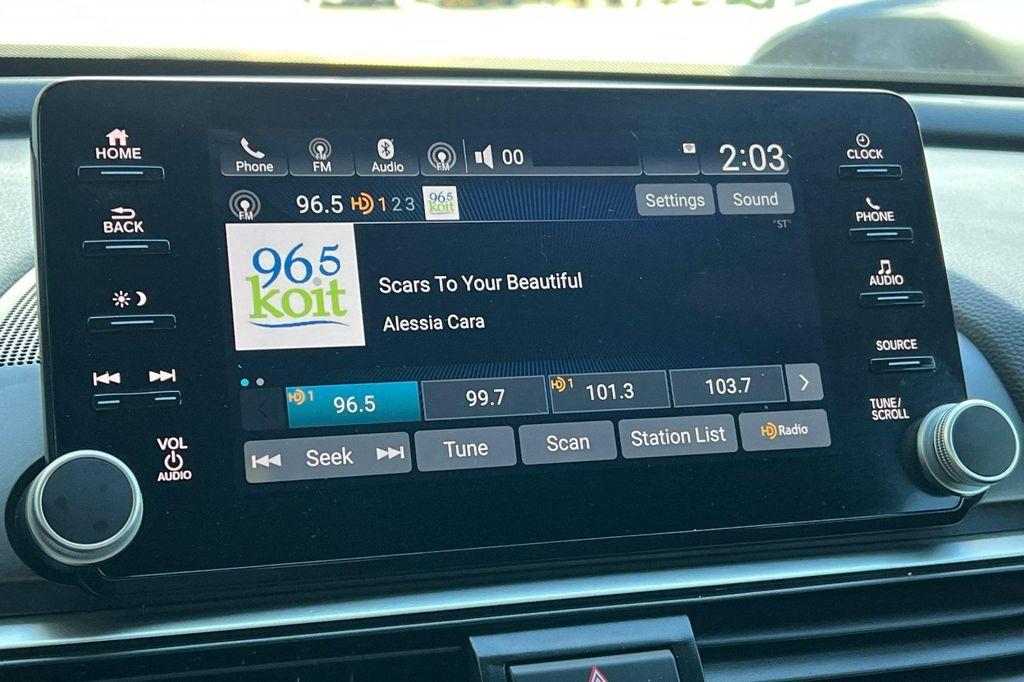 HOME
BACK
VOL
AUDIO
Phone
FM
Audio
FM
00
2:03
FM
96.5 HD 1 2 3
96.5
koit
Settings
Sound
"ST"
96.5
koit
Scars To Your Beautiful
Alessia Cara
HD 1 96.5
99.7
HD 1 101.3
103.7
Seek
Tune
Scan
Station List
HD Radio
CLOCK
PHONE
AUDIO
SOURCE
TUNE/
SCROLL